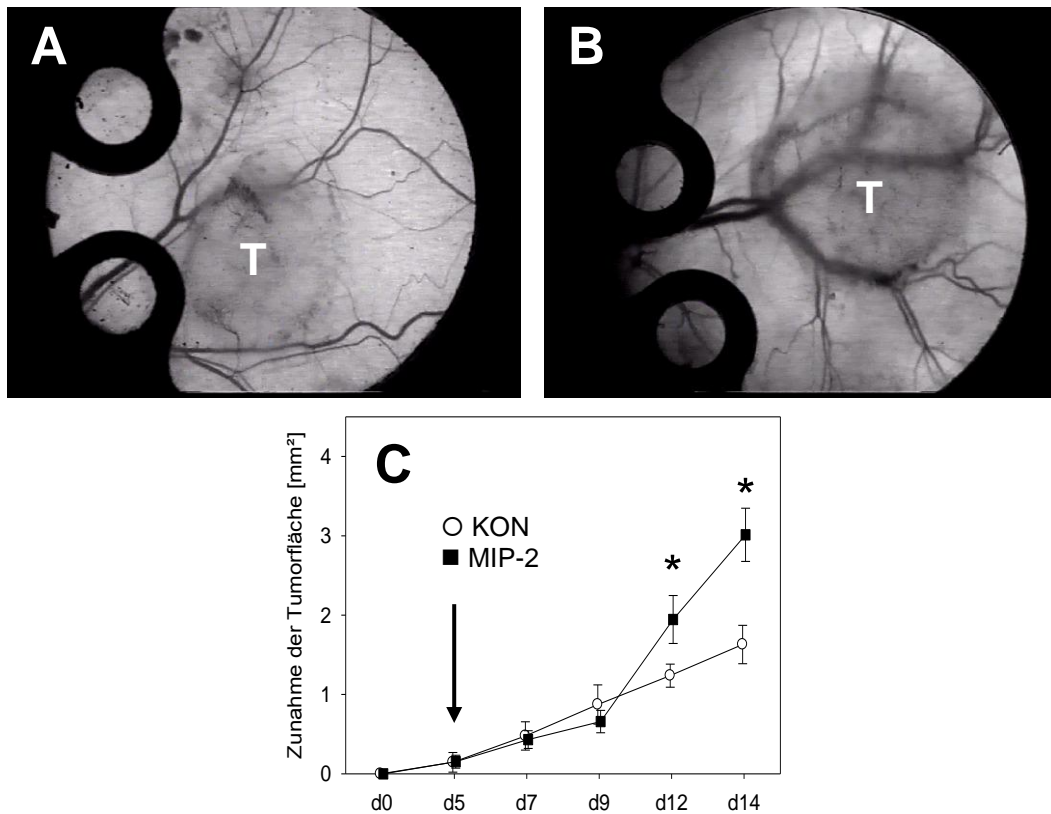 A
B
T
T
C
Zunahme der Tumorfläche [mm²]
4
3
2
1
0
KON
MIP-2
*
*
d0 d5 d7 d9 d12 d14